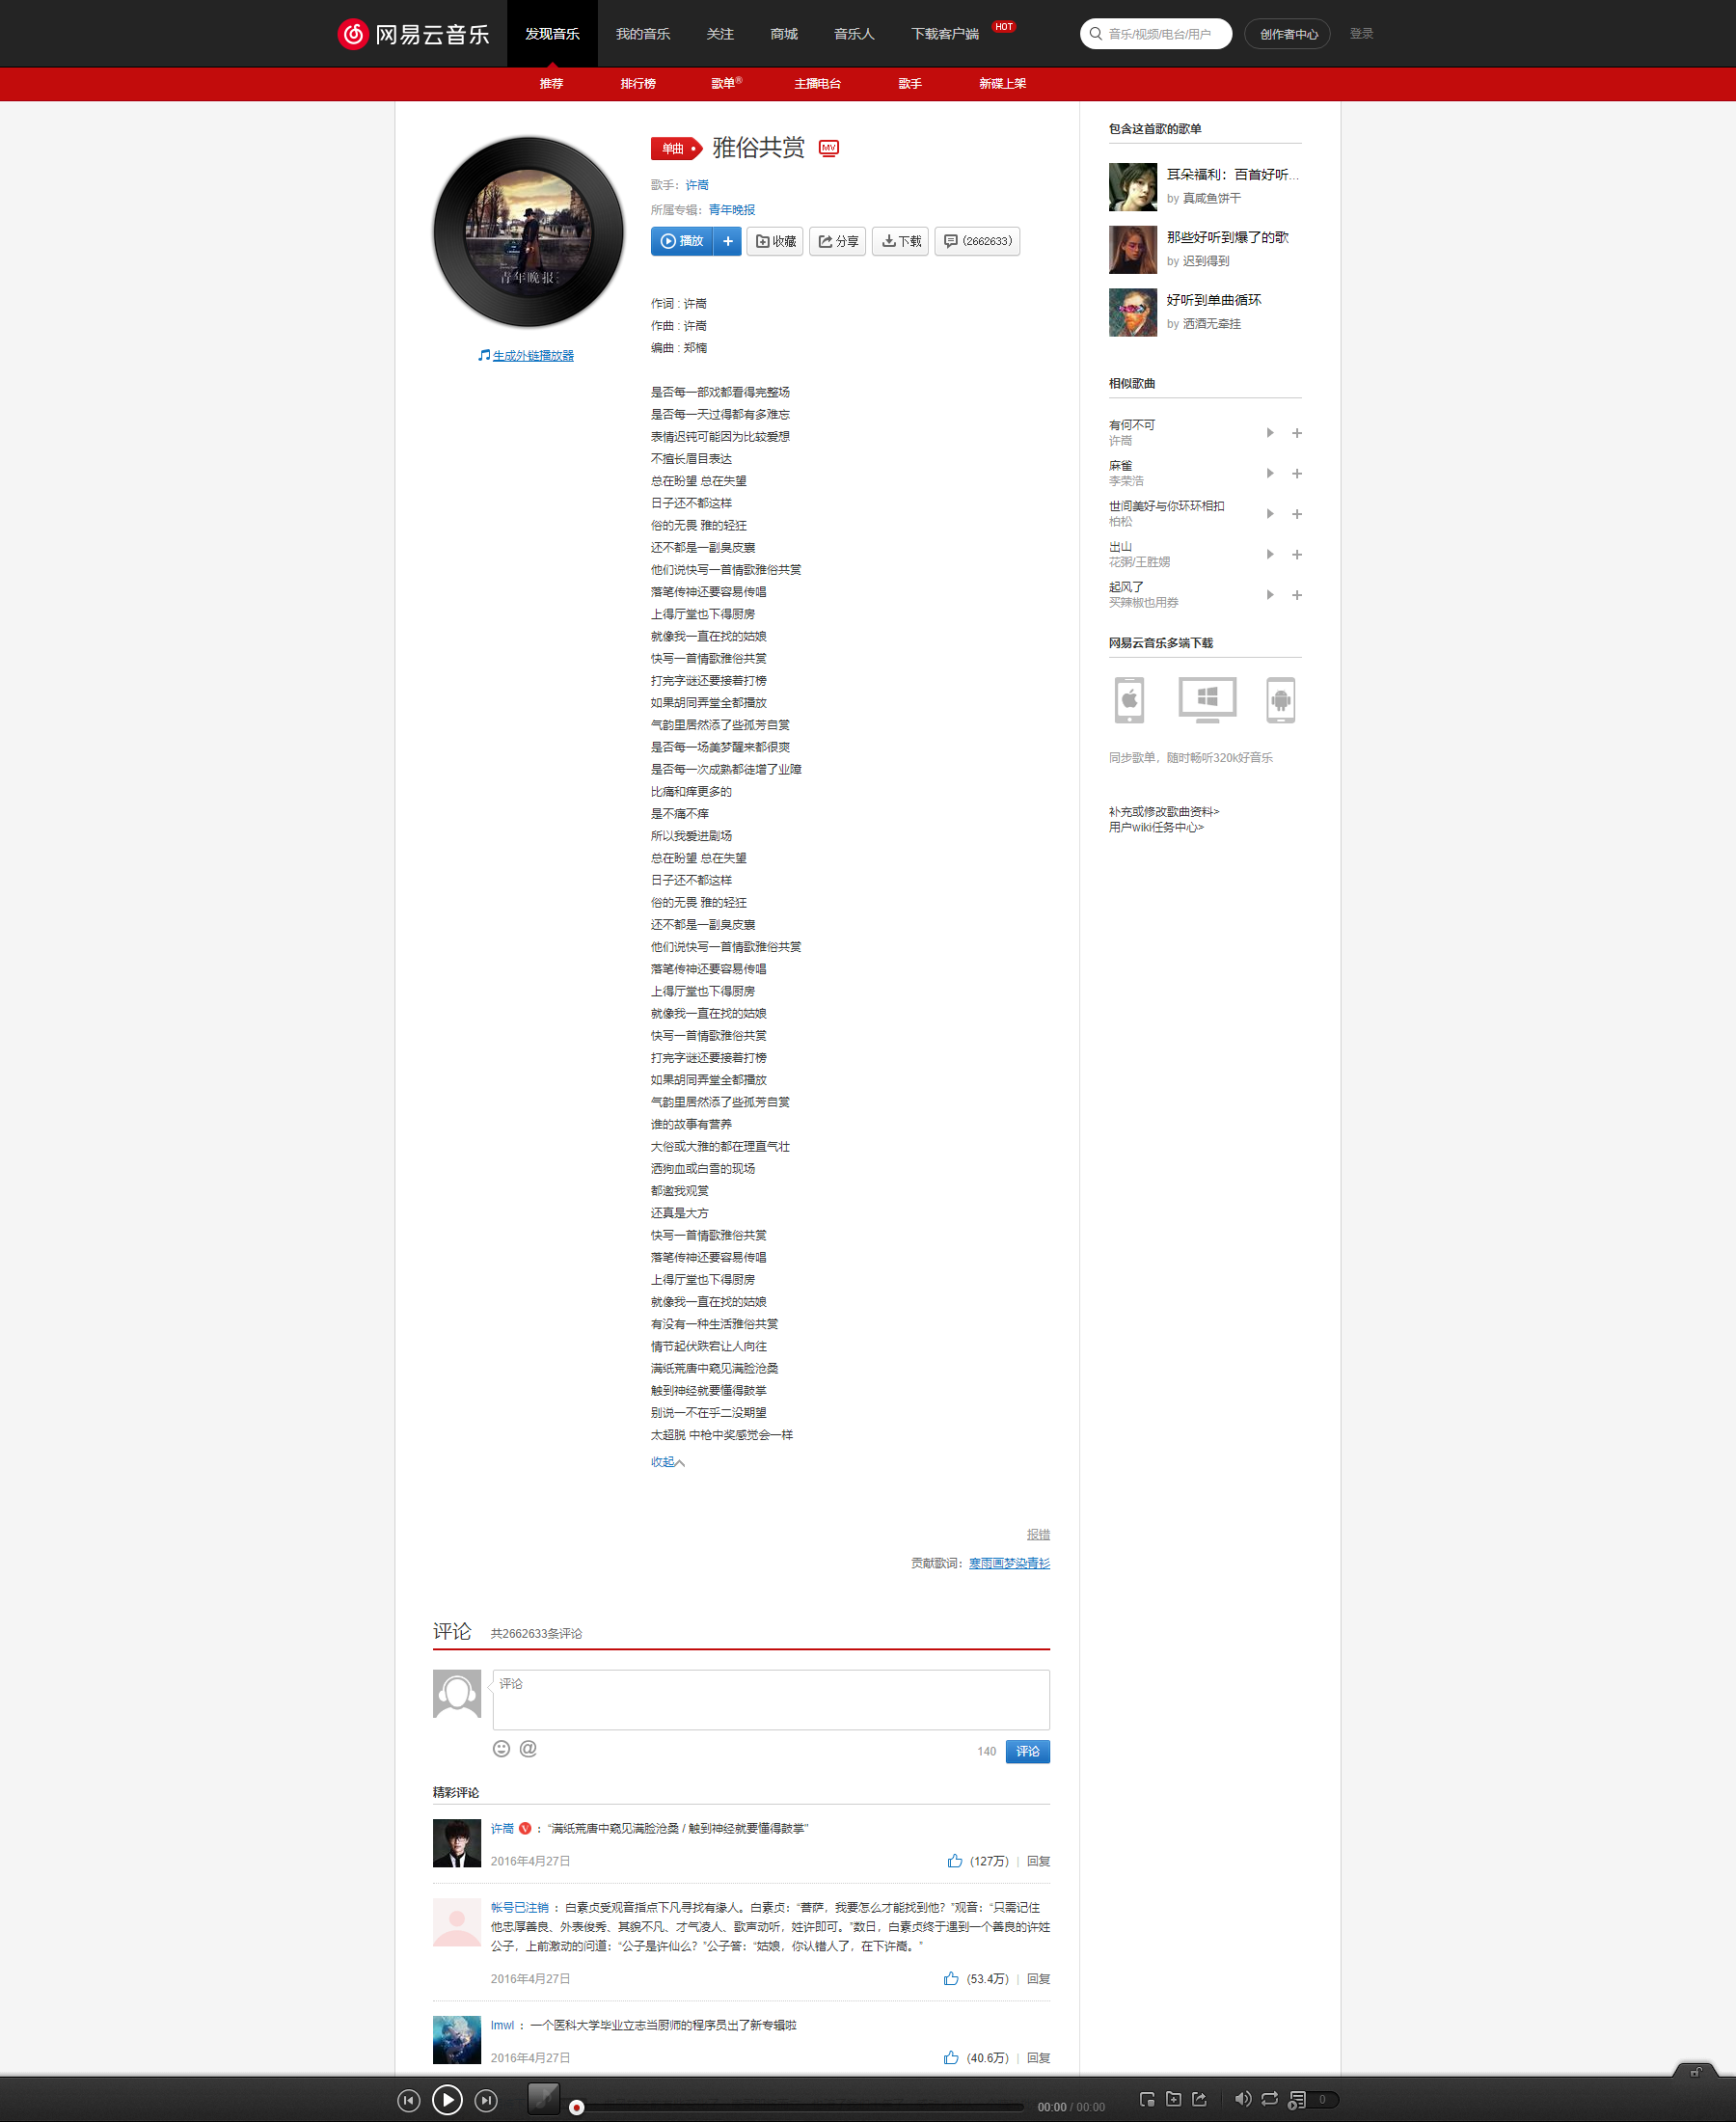 网易云音乐
发现音乐
我的音乐
关注
商城
音乐人
下载客户端
HOT
音乐/视频/电台/用户
创作者中心
登录
推荐
排行榜
歌单®
主播电台
歌手
新碟上架
青年晚报
生成外链播放器
单曲
雅俗共赏
MV
歌手：许嵩
所属专辑：青年晚报
播放
收藏
分享
下载
(2662633)
作词 : 许嵩
作曲 : 许嵩
编曲 : 郑楠
是否每一部戏都看得完整场
是否每一天过得都有多难忘
表情迟钝可能因为比较爱想
不擅长眉目表达
总在盼望 总在失望
日子还不都这样
俗的无畏 雅的轻狂
还不都是一副臭皮囊
他们说快写一首情歌雅俗共赏
落笔传神还要容易传唱
上得厅堂也下得厨房
就像我一直在找的姑娘
快写一首情歌雅俗共赏
打完字谜还要接着打榜
如果胡同弄堂全都播放
气韵里居然添了些孤芳自赏
是否每一场美梦醒来都很爽
是否每一次成熟都徒增了业障
比痛和痒更多的
是不痛不痒
所以我爱进剧场
总在盼望 总在失望
日子还不都这样
俗的无畏 雅的轻狂
还不都是一副臭皮囊
他们说快写一首情歌雅俗共赏
落笔传神还要容易传唱
上得厅堂也下得厨房
就像我一直在找的姑娘
快写一首情歌雅俗共赏
打完字谜还要接着打榜
如果胡同弄堂全都播放
气韵里居然添了些孤芳自赏
谁的故事有营养
大俗或大雅的都在理直气壮
洒狗血或白雪的现场
都邀我观赏
还真是大方
快写一首情歌雅俗共赏
落笔传神还要容易传唱
上得厅堂也下得厨房
就像我一直在找的姑娘
有没有一种生活雅俗共赏
情节起伏跌宕让人向往
满纸荒唐中窥见满脸沧桑
触到神经就要懂得鼓掌
别说一不在乎二没期望
太超脱 中枪中奖感觉会一样
收起
报错
贡献歌词：寒雨画梦染青衫
评论
共2662633条评论
评论
140
评论
精彩评论
许嵩 ：“满纸荒唐中窥见满脸沧桑 / 触到神经就要懂得鼓掌”
2016年4月27日
(127万) | 回复
帐号已注销 ：白素贞受观音指点下凡寻找有缘人。白素贞：“菩萨，我要怎么才能找到他？”观音：“只需记住
他忠厚善良、外表俊秀、其貌不凡、才气凌人、歌声动听，姓许即可。”数日，白素贞终于遇到一个善良的许姓
公子，上前激动的问道：“公子是许仙么？”公子答：“姑娘，你认错人了，在下许嵩。”
2016年4月27日
(53.4万) | 回复
lmwl ：一个医科大学毕业立志当厨师的程序员出了新专辑啦
2016年4月27日
(40.6万) | 回复
包含这首歌的歌单
耳朵福利：百首好听...
by 真咸鱼饼干
那些好听到爆了的歌
by 迟到得到
好听到单曲循环
by 洒酒无牵挂
相似歌曲
有何不可
许嵩
麻雀
李荣浩
世间美好与你环环相扣
柏松
出山
花粥/王胜娚
起风了
买辣椒也用券
网易云音乐多端下载
同步歌单，随时畅听320k好音乐
补充或修改歌曲资料>
用户wiki任务中心>
00:00 / 00:00
0